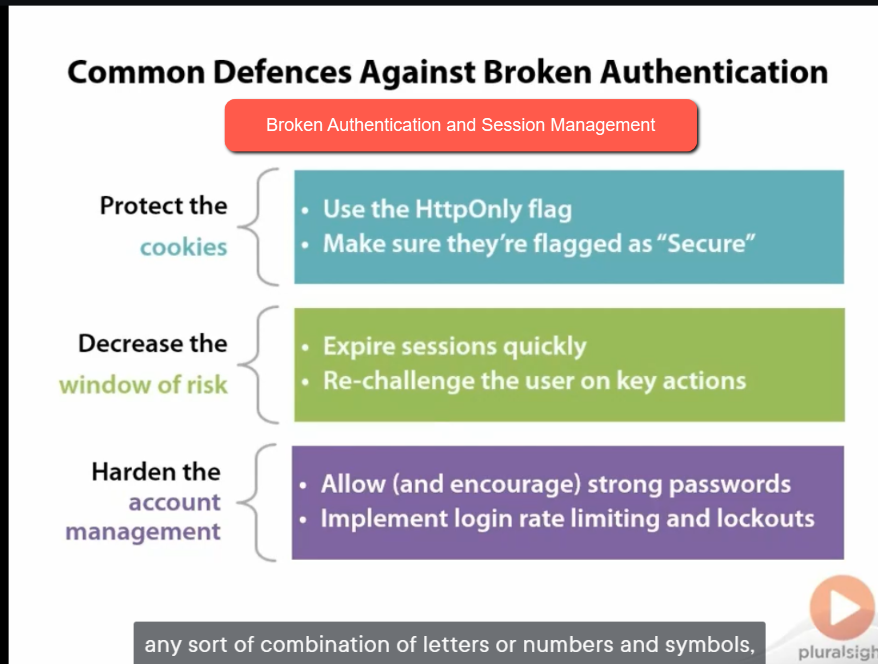 Common Defences Against Broken Authentication
Broken Authentication and Session Management
Protect the
cookies
• Use the HttpOnly flag
• Make sure they're flagged as “Secure”
Decrease the
window of risk
• Expire sessions quickly
• Re-challenge the user on key actions
Harden the
account
management
• Allow (and encourage) strong passwords
• Implement login rate limiting and lockouts
any sort of combination of letters or numbers and symbols,
pluralsigh